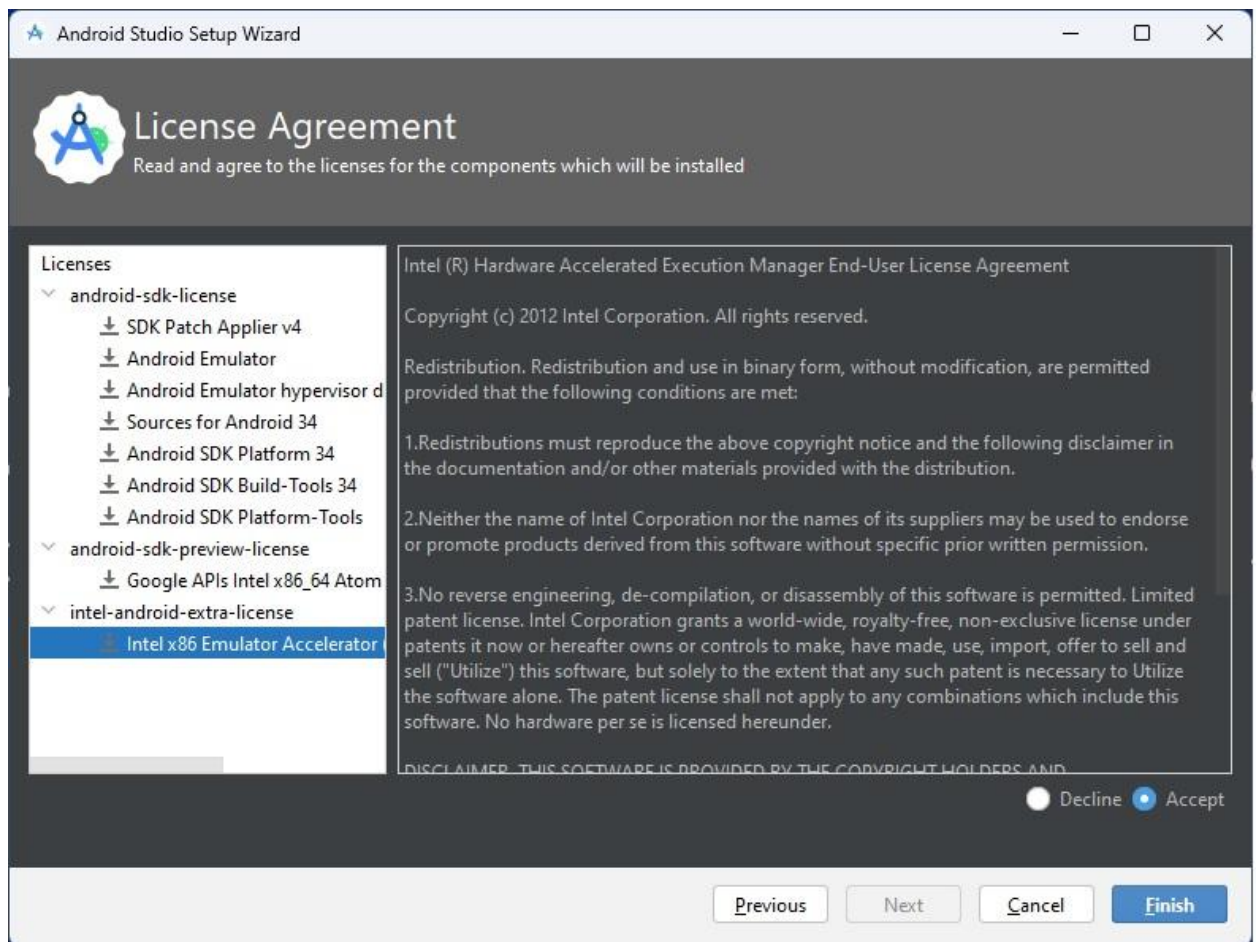 Android Studio Setup Wizard
License Agreement
Read and agree to the licenses for the components which will be installed
Licenses
android-sdk-license
SDK Patch Applier v4
Android Emulator
Android Emulator hypervisor d
Sources for Android 34
Android SDK Platform 34
Android SDK Build-Tools 34
Android SDK Platform-Tools
android-sdk-preview-license
Google APIs Intel x86_64 Atom
intel-android-extra-license
Intel x86 Emulator Accelerator (
Intel (R) Hardware Accelerated Execution Manager End-User License Agreement
Copyright (c) 2012 Intel Corporation. All rights reserved.
Redistribution. Redistribution and use in binary form, without modification, are permitted
provided that the following conditions are met:
1.Redistributions must reproduce the above copyright notice and the following disclaimer in
the documentation and/or other materials provided with the distribution.
2.Neither the name of Intel Corporation nor the names of its suppliers may be used to endorse
or promote products derived from this software without specific prior written permission.
3.No reverse engineering, de-compilation, or disassembly of this software is permitted. Limited
patent license. Intel Corporation grants a world-wide, royalty-free, non-exclusive license under
patents it now or hereafter owns or controls to make, have made, use, import, offer to sell and
sell ("Utilize") this software, but solely to the extent that any such patent is necessary to Utilize
the software alone. The patent license shall not apply to any combinations which include this
software. No hardware per se is licensed hereunder.
DISCLAIMER. THIS SOFTWARE IS PROVIDED BY THE COPYRIGHT HOLDERS AND
Decline Accept
Previous Next Cancel Finish